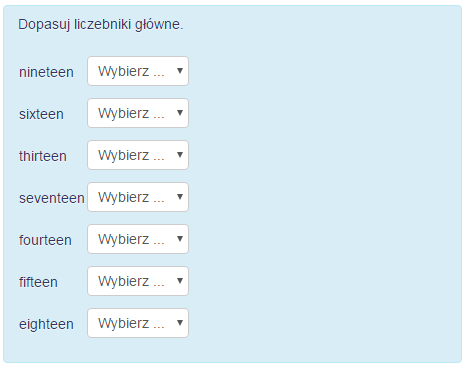 Dopasuj liczebniki główne.
nineteen Wybierz ...
sixteen Wybierz ...
thirteen Wybierz ...
seventeen Wybierz ...
fourteen Wybierz ...
fifteen Wybierz ...
eighteen Wybierz ...